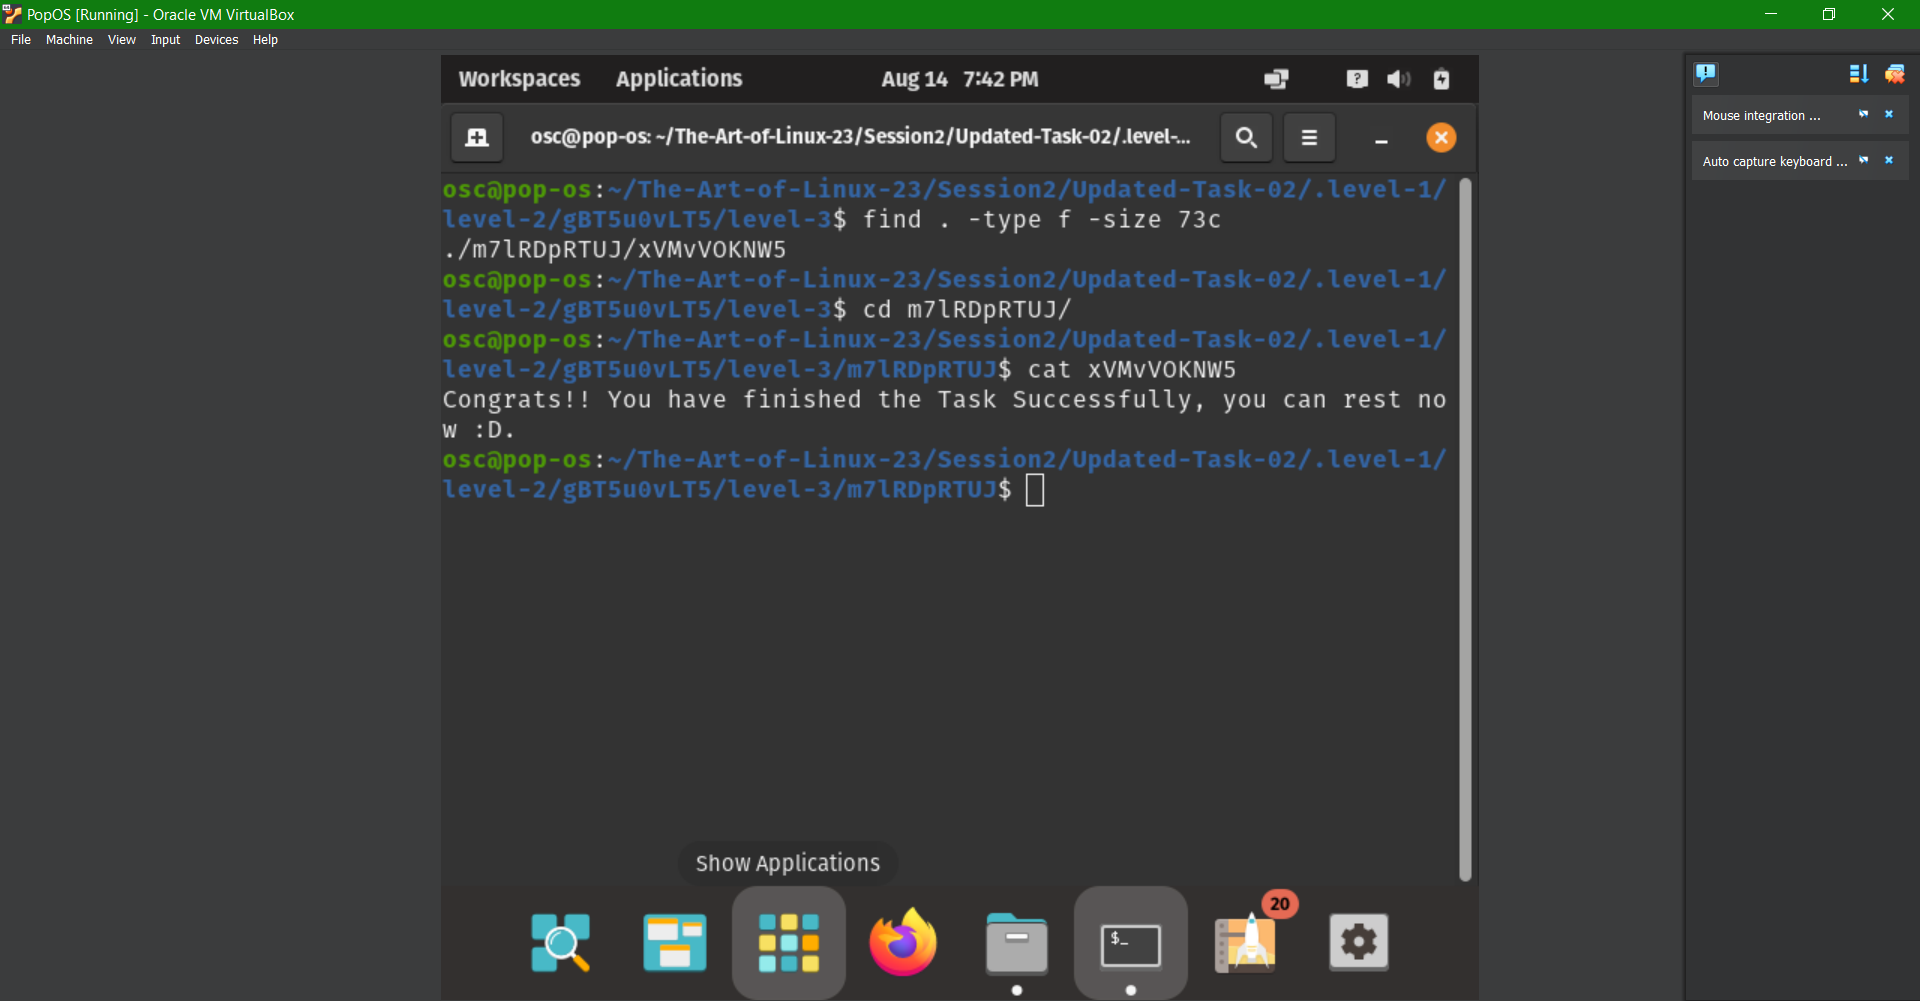 PopOS [Running] - Oracle VM VirtualBox
File Machine View Input Devices Help
Workspaces Applications Aug 14 7:42 PM
osc@pop-os: ~/The-Art-of-Linux-23/Session2/Updated-Task-02/.level-...
Mouse integration ...
Auto capture keyboard ...
osc@pop-os:~/The-Art-of-Linux-23/Session2/Updated-Task-02/.level-1/
level-2/gBT5u0vLT5/level-3$ find . -type f -size 73c
./m7lRDpRTUJ/xVMvVOKNW5
osc@pop-os:~/The-Art-of-Linux-23/Session2/Updated-Task-02/.level-1/
level-2/gBT5u0vLT5/level-3$ cd m7lRDpRTUJ/
osc@pop-os:~/The-Art-of-Linux-23/Session2/Updated-Task-02/.level-1/
level-2/gBT5u0vLT5/level-3/m7lRDpRTUJ$ cat xVMvVOKNW5
Congrats!! You have finished the Task Successfully, you can rest no
w :D.
osc@pop-os:~/The-Art-of-Linux-23/Session2/Updated-Task-02/.level-1/
level-2/gBT5u0vLT5/level-3/m7lRDpRTUJ$
Show Applications
$_
20